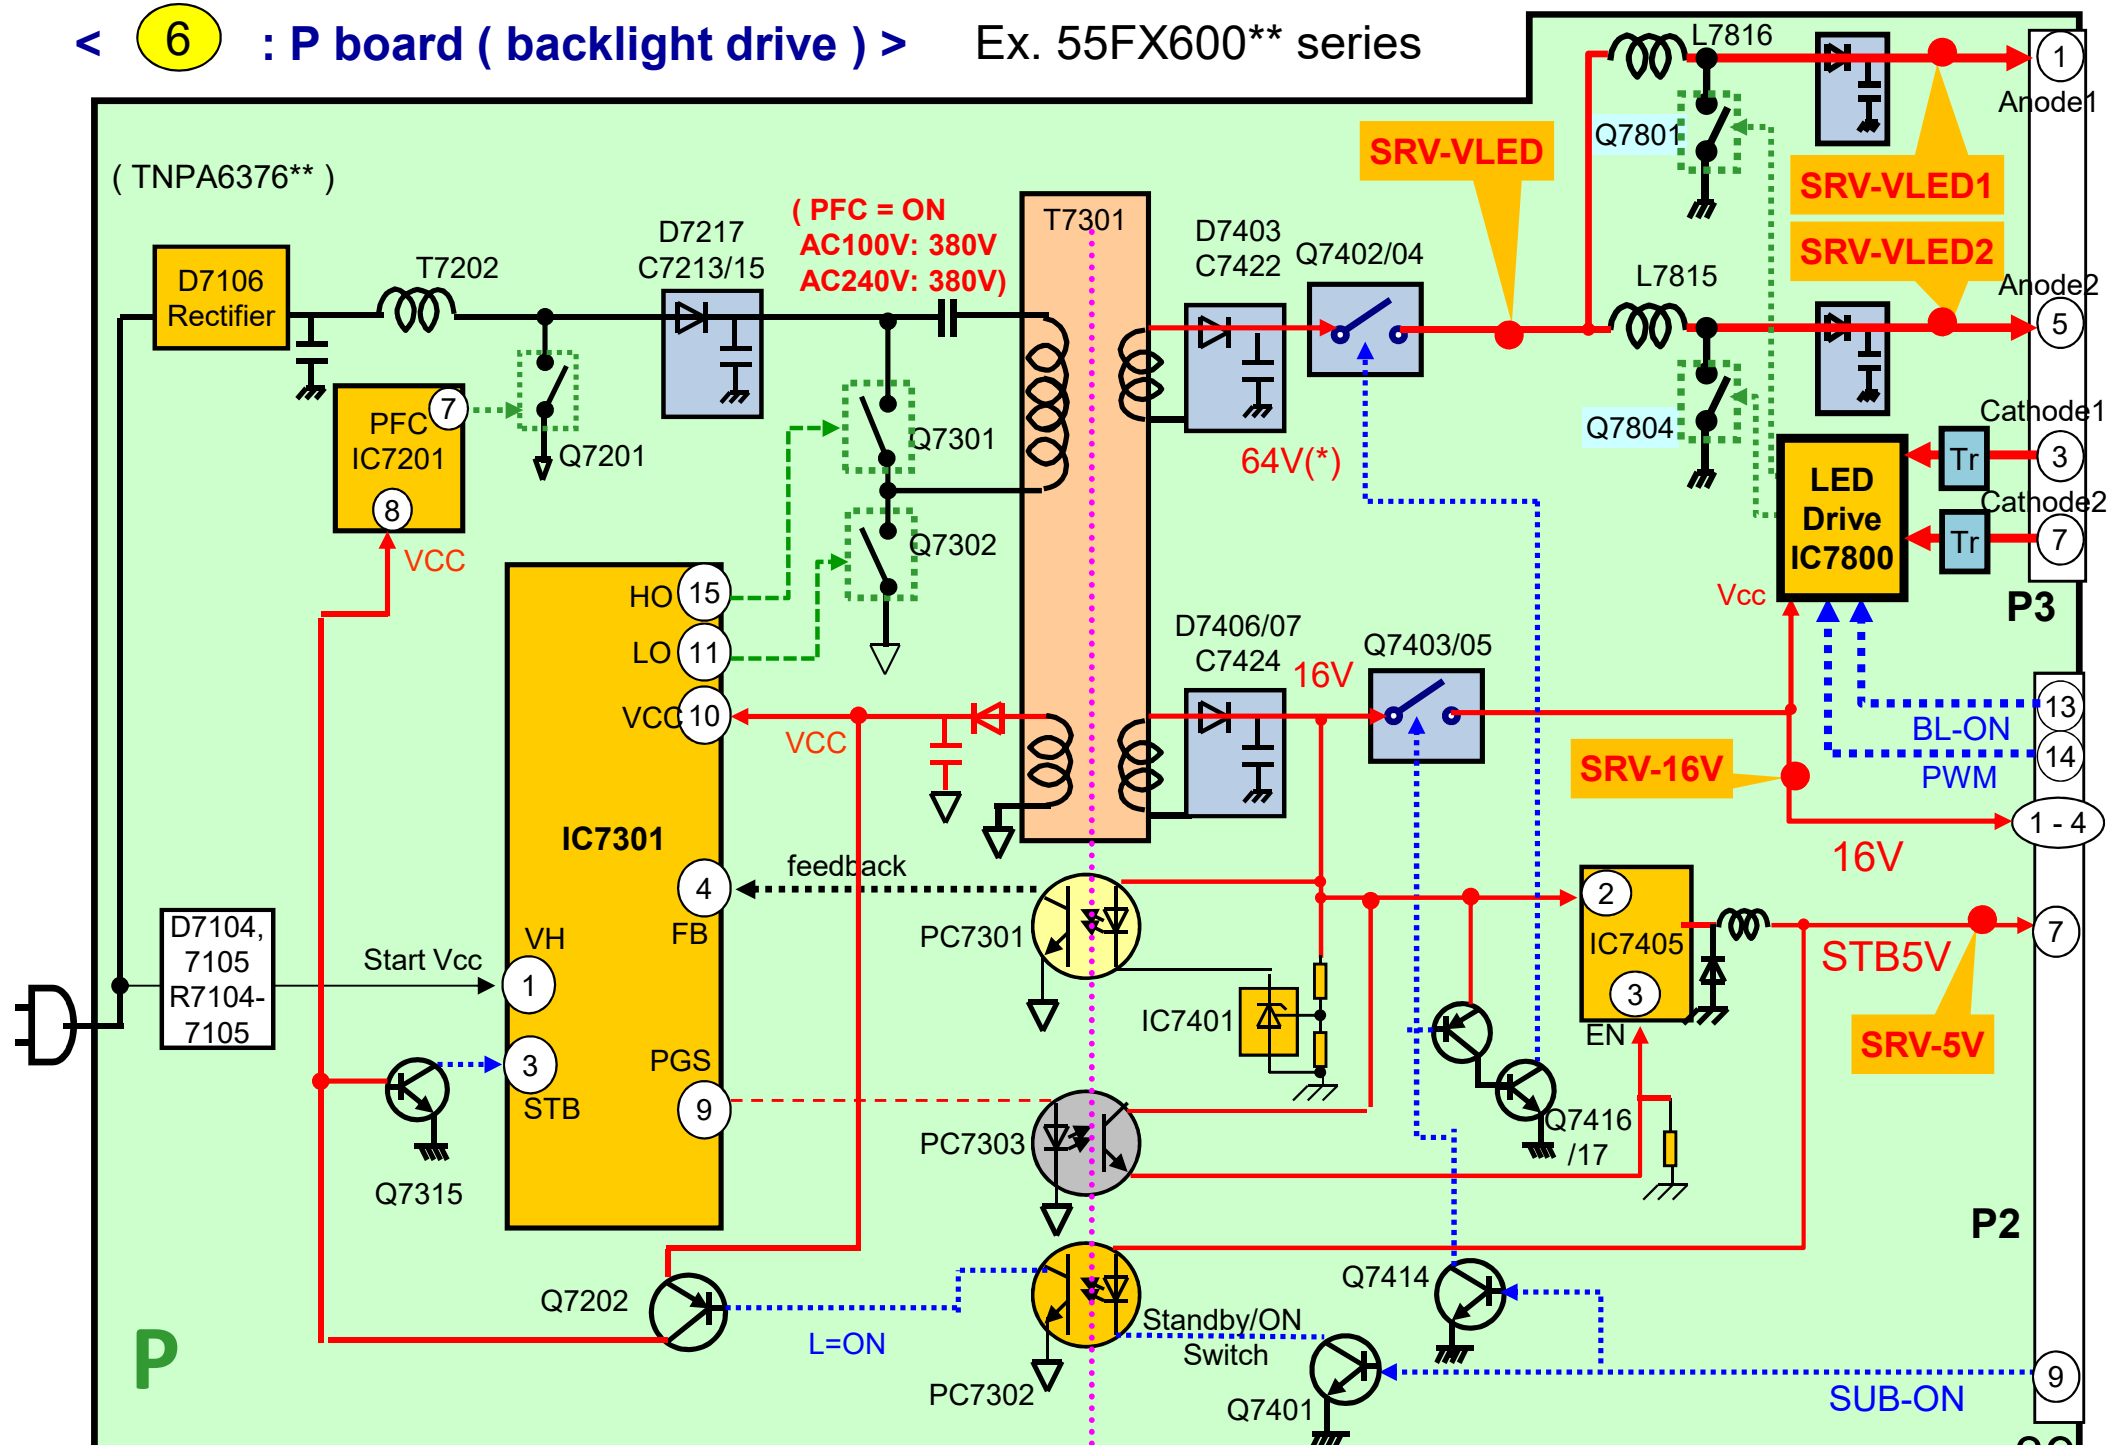 < 6 : P board ( backlight drive ) > Ex. 55FX600** series
L7816
1
Anode1
Q7801
SRV-VLED
SRV-VLED1
( TNPA6376** )
( PFC = ON
AC100V: 380V
AC240V: 380V)
T7301
D7217
C7213/15
D7403
C7422
Q7402/04
SRV-VLED2
L7815
Anode2
5
D7106
Rectifier
T7202
PFC
IC7201
7
8
VCC
Q7201
Q7301
Q7302
64V(*)
Q7804
Cathode1
Tr
3
Cathode2
Tr
7
LED
Drive
IC7800
Vcc
P3
HO
15
LO
11
VCC
10
VCC
D7406/07
C7424
16V
Q7403/05
13
BL-ON
14
PWM
SRV-16V
1 - 4
16V
IC7301
feedback
4
FB
PC7301
2
IC7405
3
EN
7
STB5V
SRV-5V
D7104,
7105
R7104-
7105
Start Vcc
VH
1
3
STB
PGS
9
IC7401
PC7303
Q7416
/17
Q7315
P2
Q7202
L=ON
PC7302
Standby/ON
Switch
Q7414
Q7401
9
SUB-ON
P